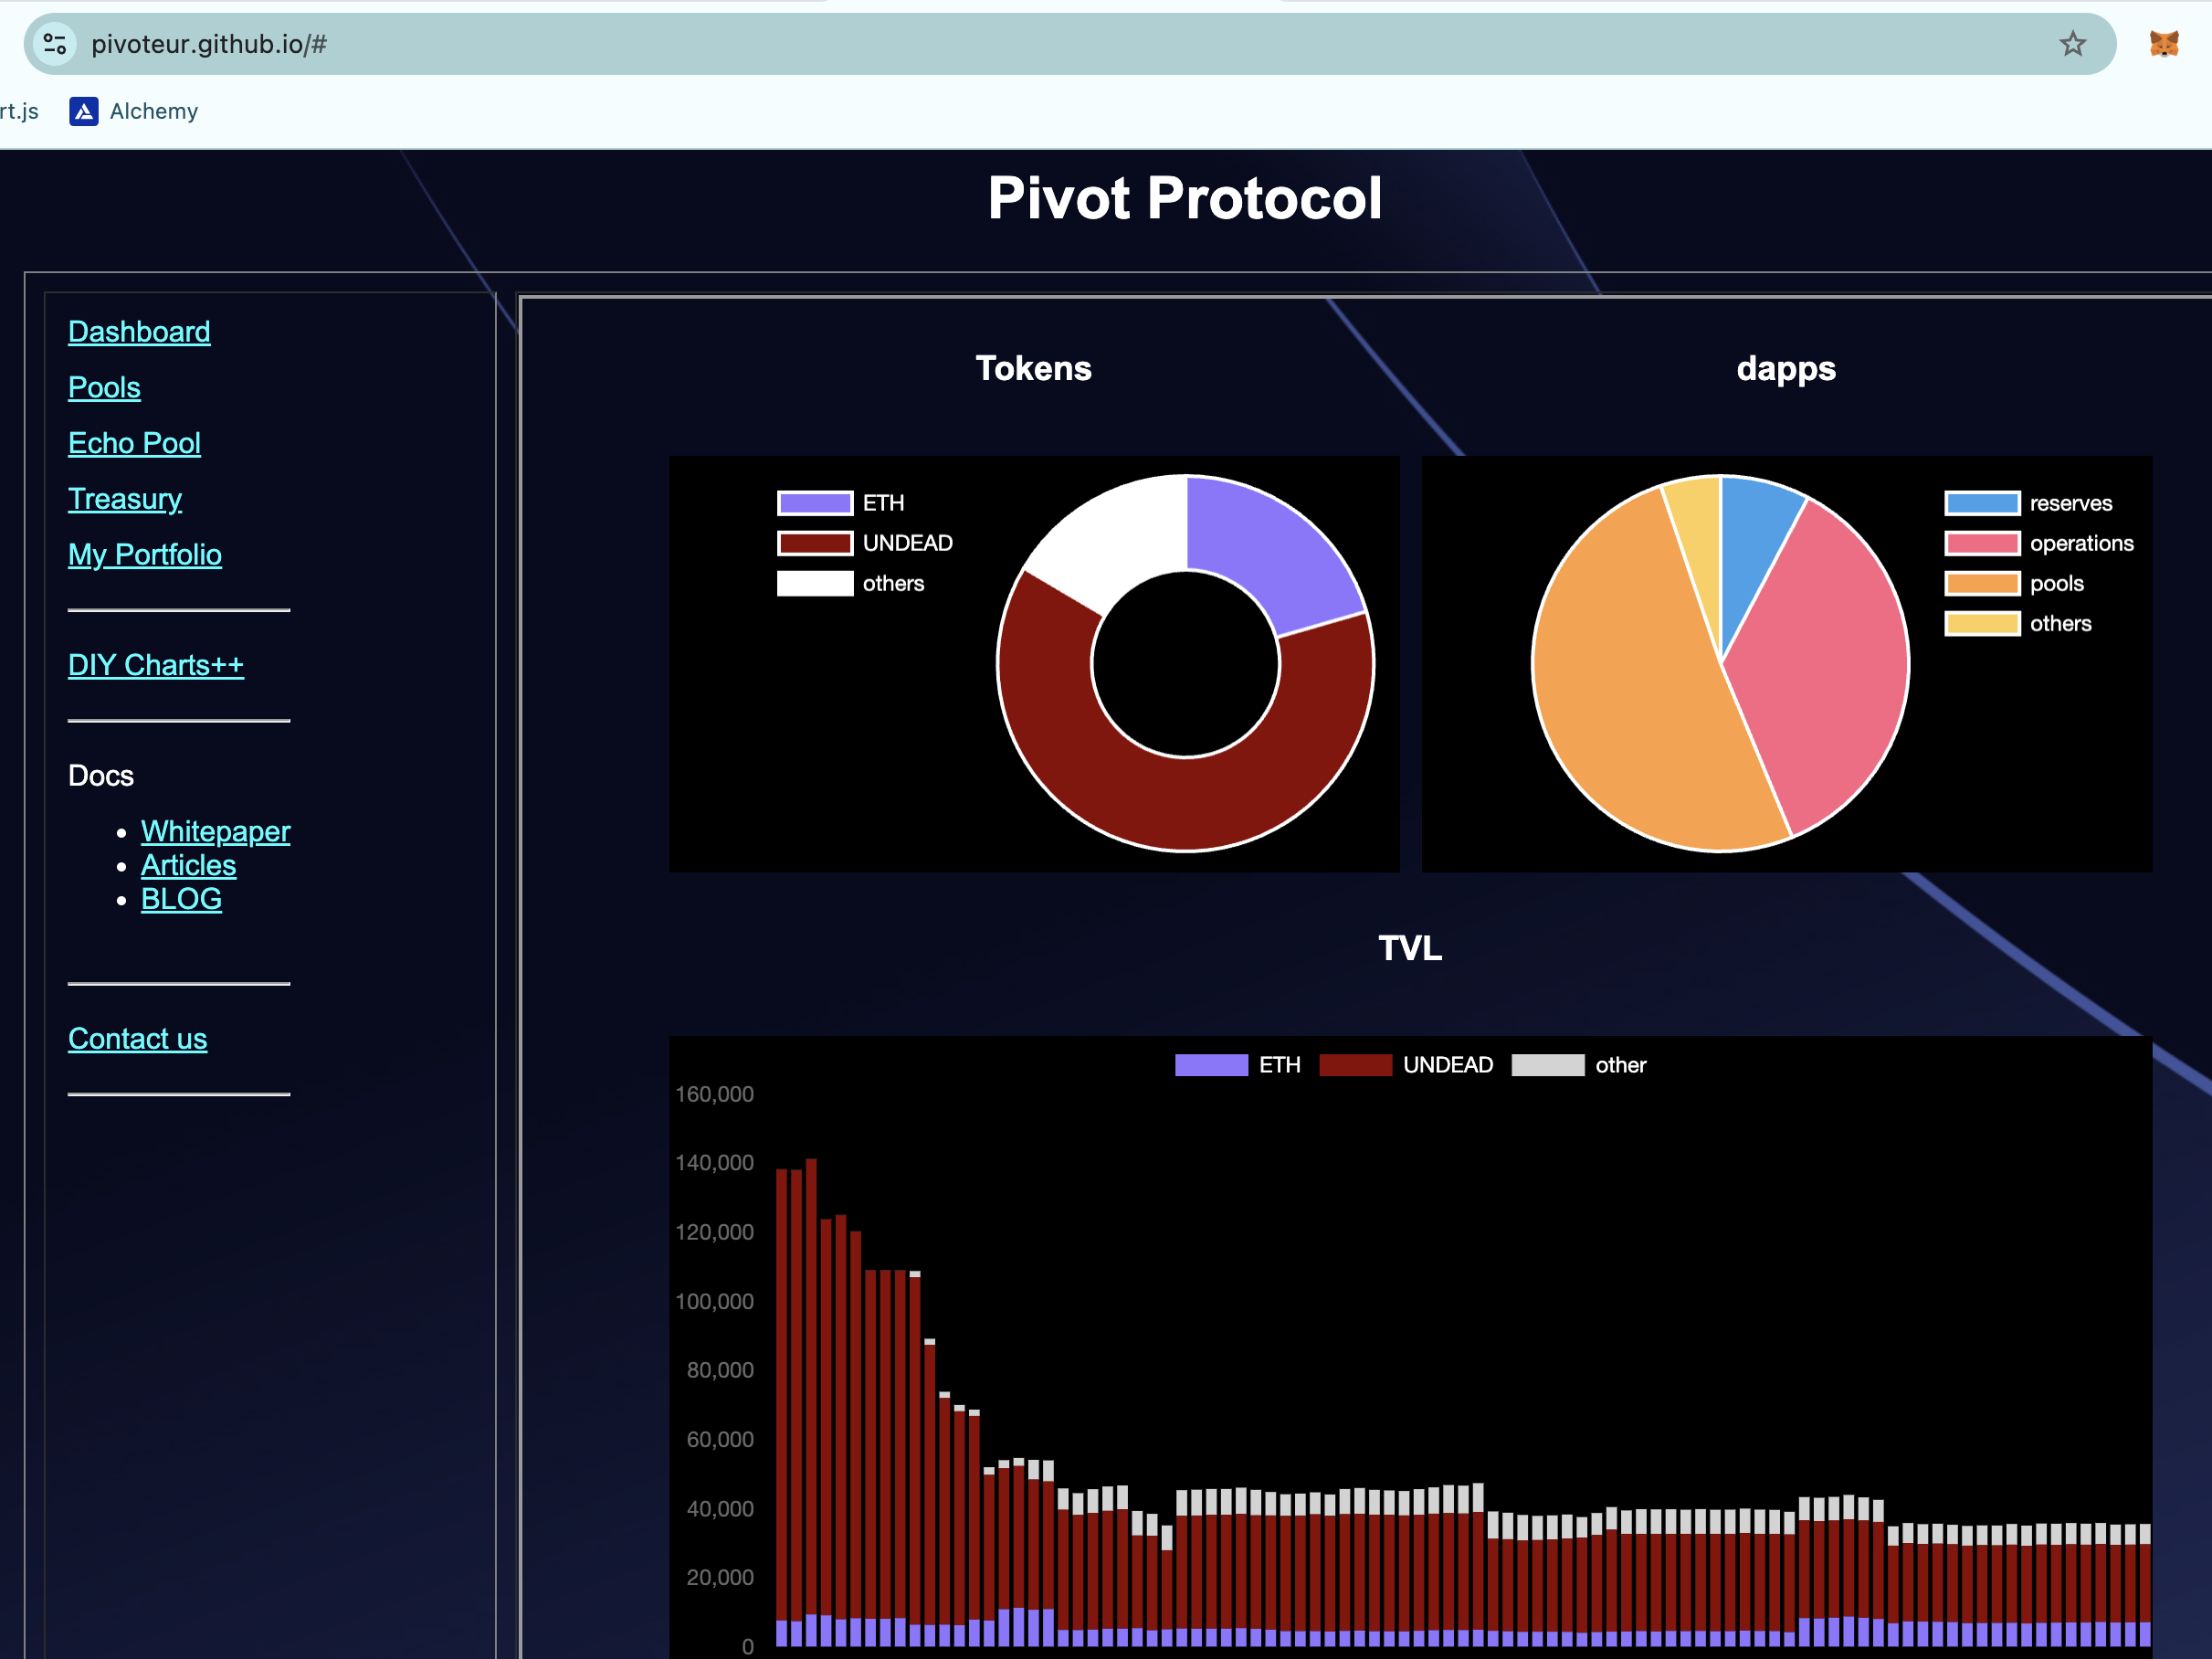 pivoteur.github.io/#
rt.js Alchemy
Pivot Protocol
Dashboard
Pools
Echo Pool
Treasury
My Portfolio
DIY Charts++
Docs
Whitepaper
Articles
BLOG
Contact us
Tokens
ETH
UNDEAD
others
dapps
reserves
operations
pools
others
TVL
ETH UNDEAD other
160,000
140,000
120,000
100,000
80,000
60,000
40,000
20,000
0